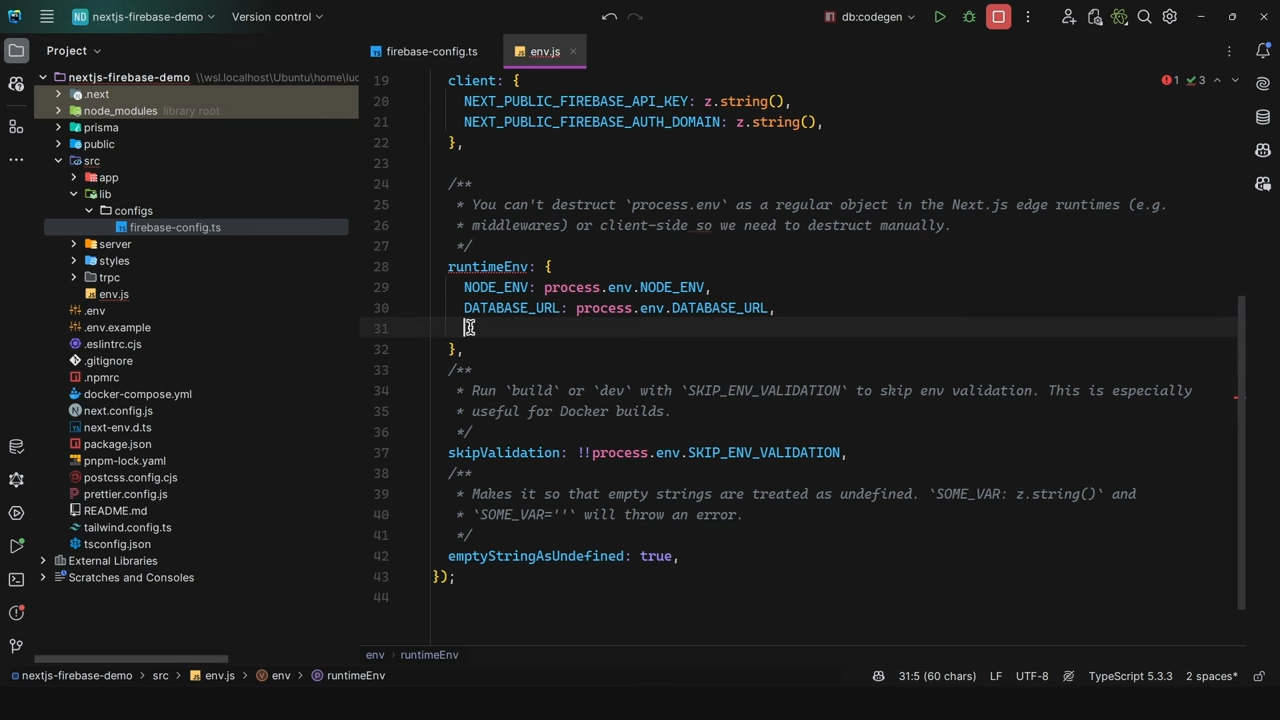 ND nextjs-firebase-demo Version control db:codegen
Project firebase-config.ts env.js
nextjs-firebase-demo \\wsl.localhost\Ubuntu\home\luc
.next
node_modules library root
prisma
public
src
app
lib
configs
firebase-config.ts
server
styles
trpc
env.js
.env
.env.example
.eslintrc.cjs
.gitignore
.npmrc
docker-compose.yml
next.config.js
next-env.d.ts
package.json
pnpm-lock.yaml
postcss.config.cjs
prettier.config.js
README.md
tailwind.config.ts
tsconfig.json
External Libraries
Scratches and Consoles
1 3
19 client: {
20 NEXT_PUBLIC_FIREBASE_API_KEY: z.string(),
21 NEXT_PUBLIC_FIREBASE_AUTH_DOMAIN: z.string(),
22 },
23
24 /**
25 * You can't destruct `process.env` as a regular object in the Next.js edge runtimes (e.g.
26 * middlewares) or client-side so we need to destruct manually.
27 */
28 runtimeEnv: {
29 NODE_ENV: process.env.NODE_ENV,
30 DATABASE_URL: process.env.DATABASE_URL,
31
32 },
33 /**
34 * Run `build` or `dev` with `SKIP_ENV_VALIDATION` to skip env validation. This is especially
35 * useful for Docker builds.
36 */
37 skipValidation: !!process.env.SKIP_ENV_VALIDATION,
38 /**
39 * Makes it so that empty strings are treated as undefined. `SOME_VAR: z.string()` and
40 * `SOME_VAR=''` will throw an error.
41 */
42 emptyStringAsUndefined: true,
43 });
44
env › runtimeEnv
nextjs-firebase-demo › src › env.js › env › runtimeEnv 31:5 (60 chars) LF UTF-8 TypeScript 5.3.3 2 spaces*